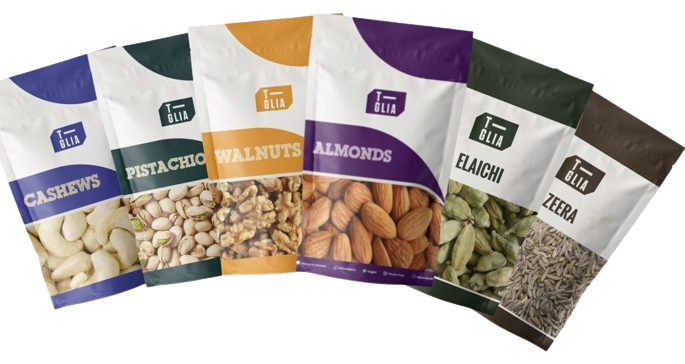 T—
GLIA
CASHEWS
T—
GLIA
PISTACHIO
T—
GLIA
WALNUTS
T—
GLIA
ALMONDS
T—
GLIA
ELAICHI
T—
GLIA
ZEERA